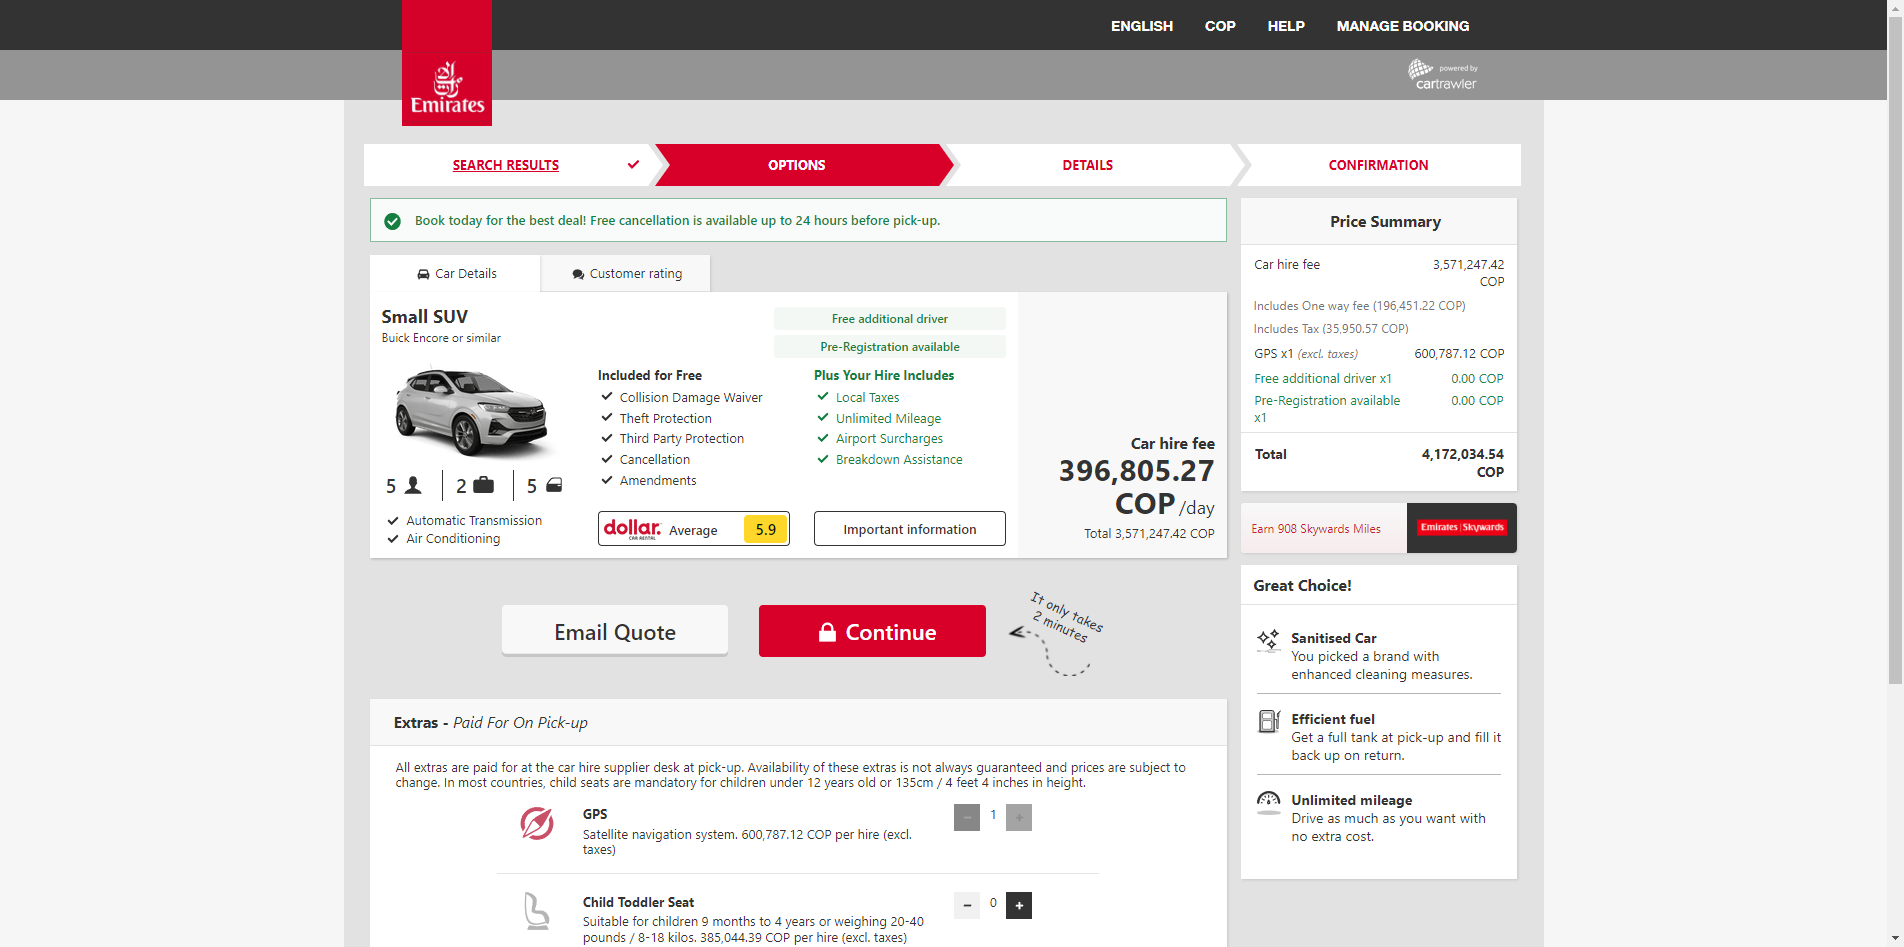 ENGLISH COP HELP MANAGE BOOKING
Emirates
powered by
cartrawler
SEARCH RESULTS
OPTIONS
DETAILS
CONFIRMATION
Book today for the best deal! Free cancellation is available up to 24 hours before pick-up.
Car Details
Customer rating
Small SUV
Buick Encore or similar
5
2
5
Automatic Transmission
Air Conditioning
Free additional driver
Pre-Registration available
Included for Free
Collision Damage Waiver
Theft Protection
Third Party Protection
Cancellation
Amendments
Plus Your Hire Includes
Local Taxes
Unlimited Mileage
Airport Surcharges
Breakdown Assistance
dollar.
CAR RENTAL
Average
5.9
Important information
Car hire fee
396,805.27
COP /day
Total 3,571,247.42 COP
Email Quote
Continue
It only takes
2 minutes
Extras - Paid For On Pick-up
All extras are paid for at the car hire supplier desk at pick-up. Availability of these extras is not always guaranteed and prices are subject to
change. In most countries, child seats are mandatory for children under 12 years old or 135cm / 4 feet 4 inches in height.
GPS
Satellite navigation system. 600,787.12 COP per hire (excl.
taxes)
- 1 +
Child Toddler Seat
Suitable for children 9 months to 4 years or weighing 20-40
pounds / 8-18 kilos. 385,044.39 COP per hire (excl. taxes)
- 0 +
Price Summary
Car hire fee 3,571,247.42
COP
Includes One way fee (196,451.22 COP)
Includes Tax (35,950.57 COP)
GPS x1 (excl. taxes) 600,787.12 COP
Free additional driver x1 0.00 COP
Pre-Registration available 0.00 COP
x1
Total 4,172,034.54
COP
Earn 908 Skywards Miles
Emirates | Skywards
Great Choice!
Sanitised Car
You picked a brand with
enhanced cleaning measures.
Efficient fuel
Get a full tank at pick-up and fill it
back up on return.
Unlimited mileage
Drive as much as you want with
no extra cost.